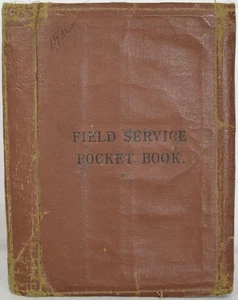 FIELD SERVICE
POCKET BOOK.